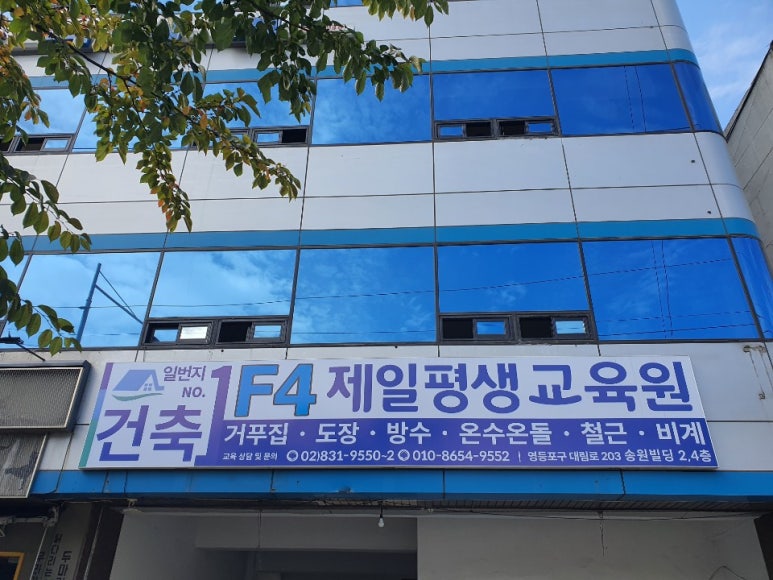 일번지
NO. 1
건축
F4 제일평생교육원
거푸집 · 도장 · 방수 · 온수온돌 · 철근 · 비계
교육 상담 및 문의 02)831-9550~2 010-8654-9552 | 영등포구 대림로 203 송원빌딩 2,4층